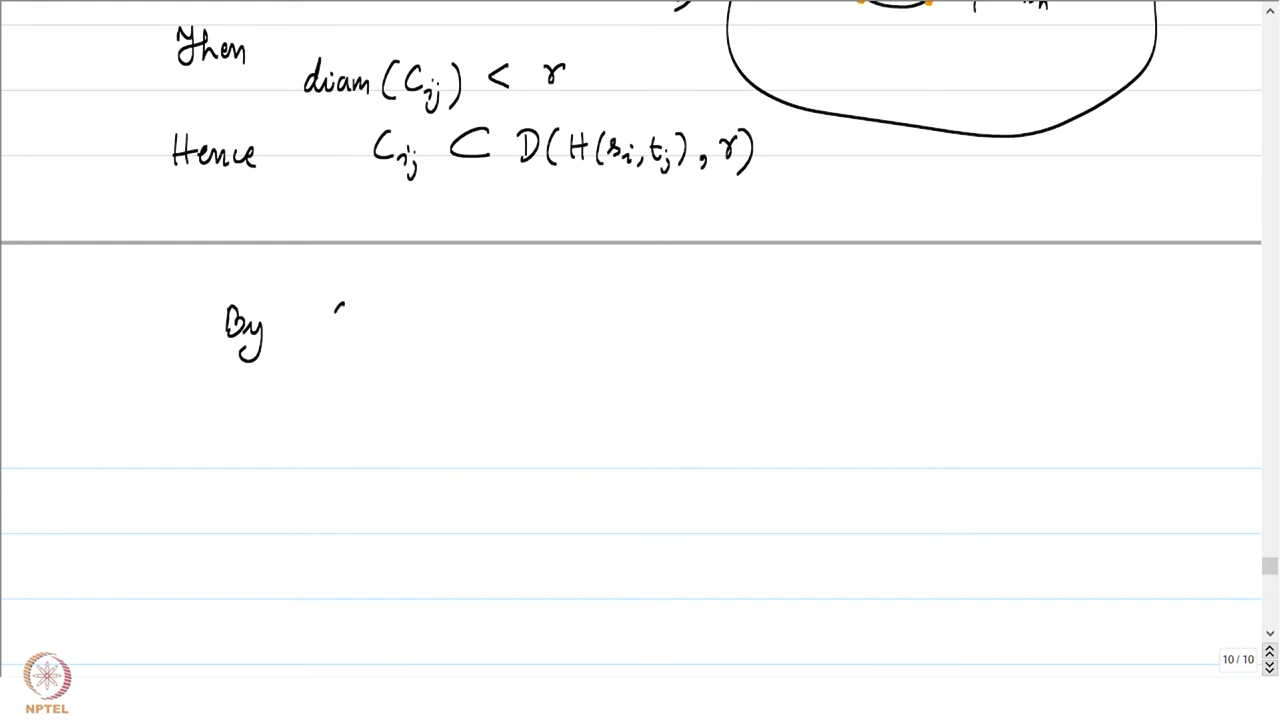 Then
diam (C_ij) < r
Hence C_ij ⊂ D(H(s_i, t_j), r)
By
10 / 10
NPTEL